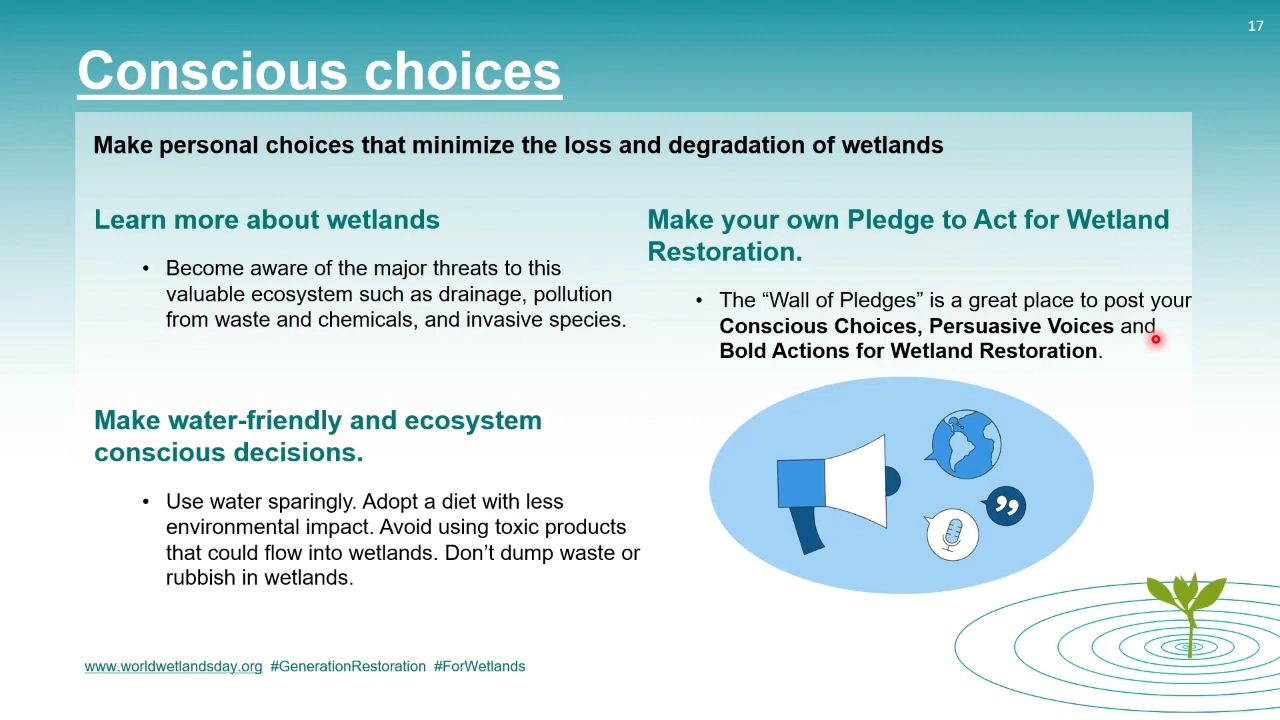 17
Conscious choices
Make personal choices that minimize the loss and degradation of wetlands
Learn more about wetlands
• Become aware of the major threats to this
valuable ecosystem such as drainage, pollution
from waste and chemicals, and invasive species.
Make water-friendly and ecosystem
conscious decisions.
• Use water sparingly. Adopt a diet with less
environmental impact. Avoid using toxic products
that could flow into wetlands. Don’t dump waste or
rubbish in wetlands.
Make your own Pledge to Act for Wetland
Restoration.
• The “Wall of Pledges” is a great place to post your
Conscious Choices, Persuasive Voices and
Bold Actions for Wetland Restoration.
www.worldwetlandsday.org #GenerationRestoration #ForWetlands